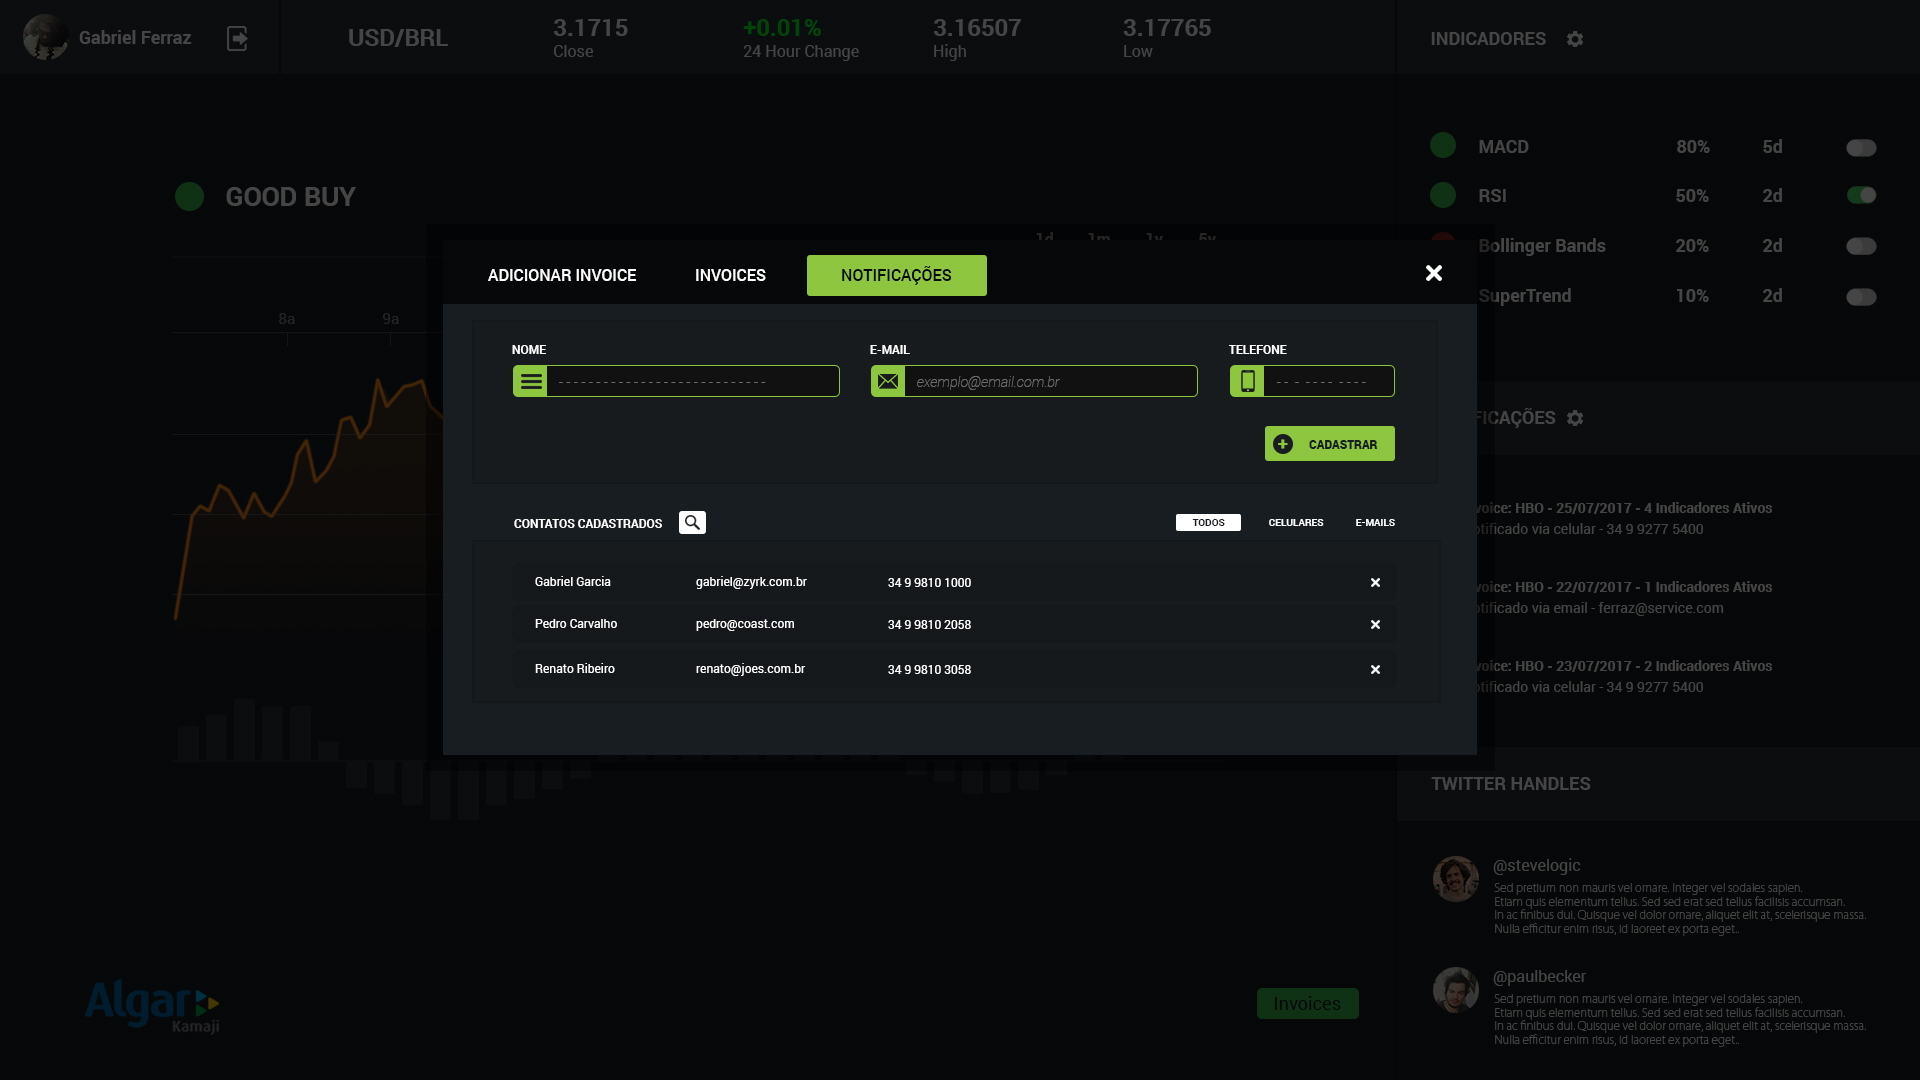 Gabriel Ferraz
USD/BRL
3.1715
Close
+0.01%
24 Hour Change
3.16507
High
3.17765
Low
INDICADORES
MACD 80% 5d
RSI 50% 2d
Bollinger Bands 20% 2d
SuperTrend 10% 2d
GOOD BUY
1d 1m 1y 5y
8a 9a
ADICIONAR INVOICE
INVOICES
NOTIFICAÇÕES
NOME
E-MAIL
TELEFONE
- - - - - - - - - - - - - - - - - - - - - - - - - - - -
exemplo@email.com.br
- - - - - - - - - - -
CADASTRAR
CONTATOS CADASTRADOS
TODOS
CELULARES
E-MAILS
Gabriel Garcia gabriel@zyrk.com.br 34 9 9810 1000
Pedro Carvalho pedro@coast.com 34 9 9810 2058
Renato Ribeiro renato@joes.com.br 34 9 9810 3058
FICAÇÕES
voice: HBO - 25/07/2017 - 4 Indicadores Ativos
otificado via celular - 34 9 9277 5400
voice: HBO - 22/07/2017 - 1 Indicadores Ativos
otificado via email - ferraz@service.com
voice: HBO - 23/07/2017 - 2 Indicadores Ativos
otificado via celular - 34 9 9277 5400
TWITTER HANDLES
@stevelogic
Sed pretium non mauris vel ornare. Integer vel sodales sapien.
Etiam quis elementum tellus. Sed sed erat sed tellus facilisis accumsan.
In ac finibus dui. Quisque vel dolor ornare, aliquet elit at, scelerisque massa.
Nulla efficitur enim risus, id laoreet ex porta eget..
@paulbecker
Sed pretium non mauris vel ornare. Integer vel sodales sapien.
Etiam quis elementum tellus. Sed sed erat sed tellus facilisis accumsan.
In ac finibus dui. Quisque vel dolor ornare, aliquet elit at, scelerisque massa.
Nulla efficitur enim risus, id laoreet ex porta eget..
Algar
Kamaji
Invoices